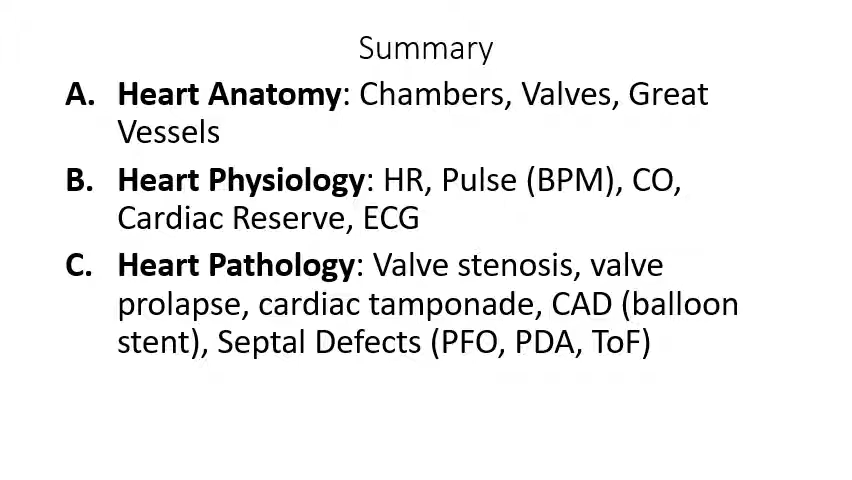 Summary
A. Heart Anatomy: Chambers, Valves, Great
Vessels
B. Heart Physiology: HR, Pulse (BPM), CO,
Cardiac Reserve, ECG
C. Heart Pathology: Valve stenosis, valve
prolapse, cardiac tamponade, CAD (balloon
stent), Septal Defects (PFO, PDA, ToF)